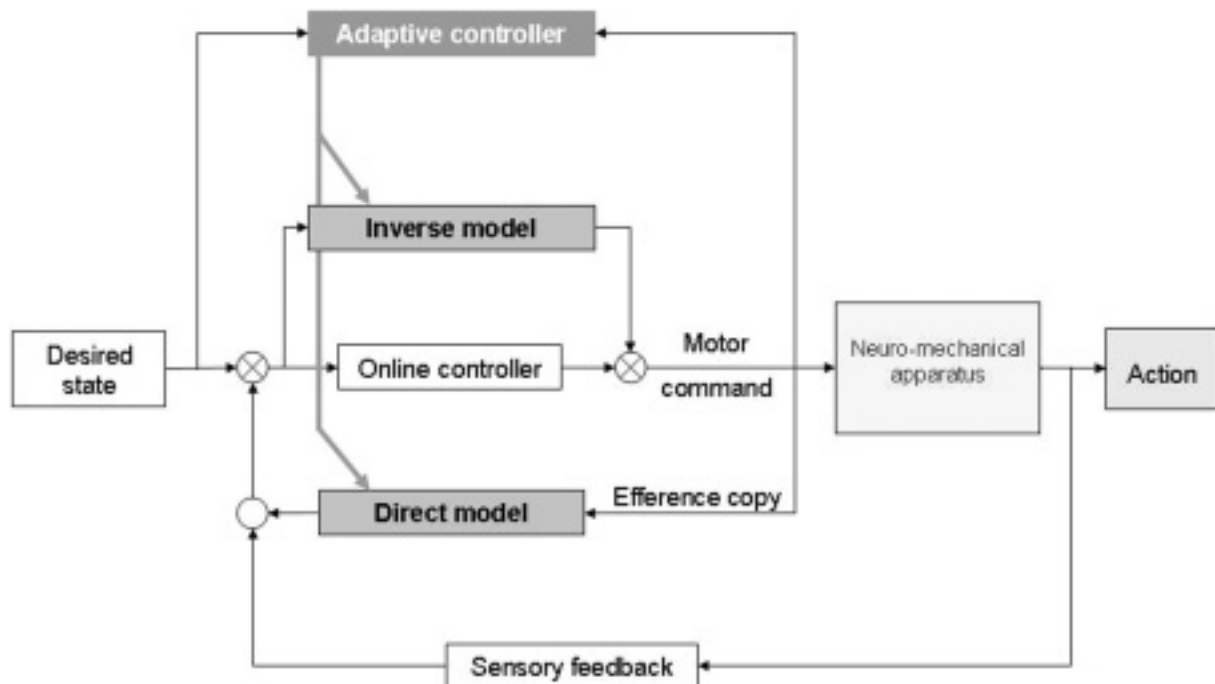 Adaptive controller
Inverse model
Desired
state
Online controller
Motor
command
Neuro-mechanical
apparatus
Action
Direct model
Efference copy
Sensory feedback